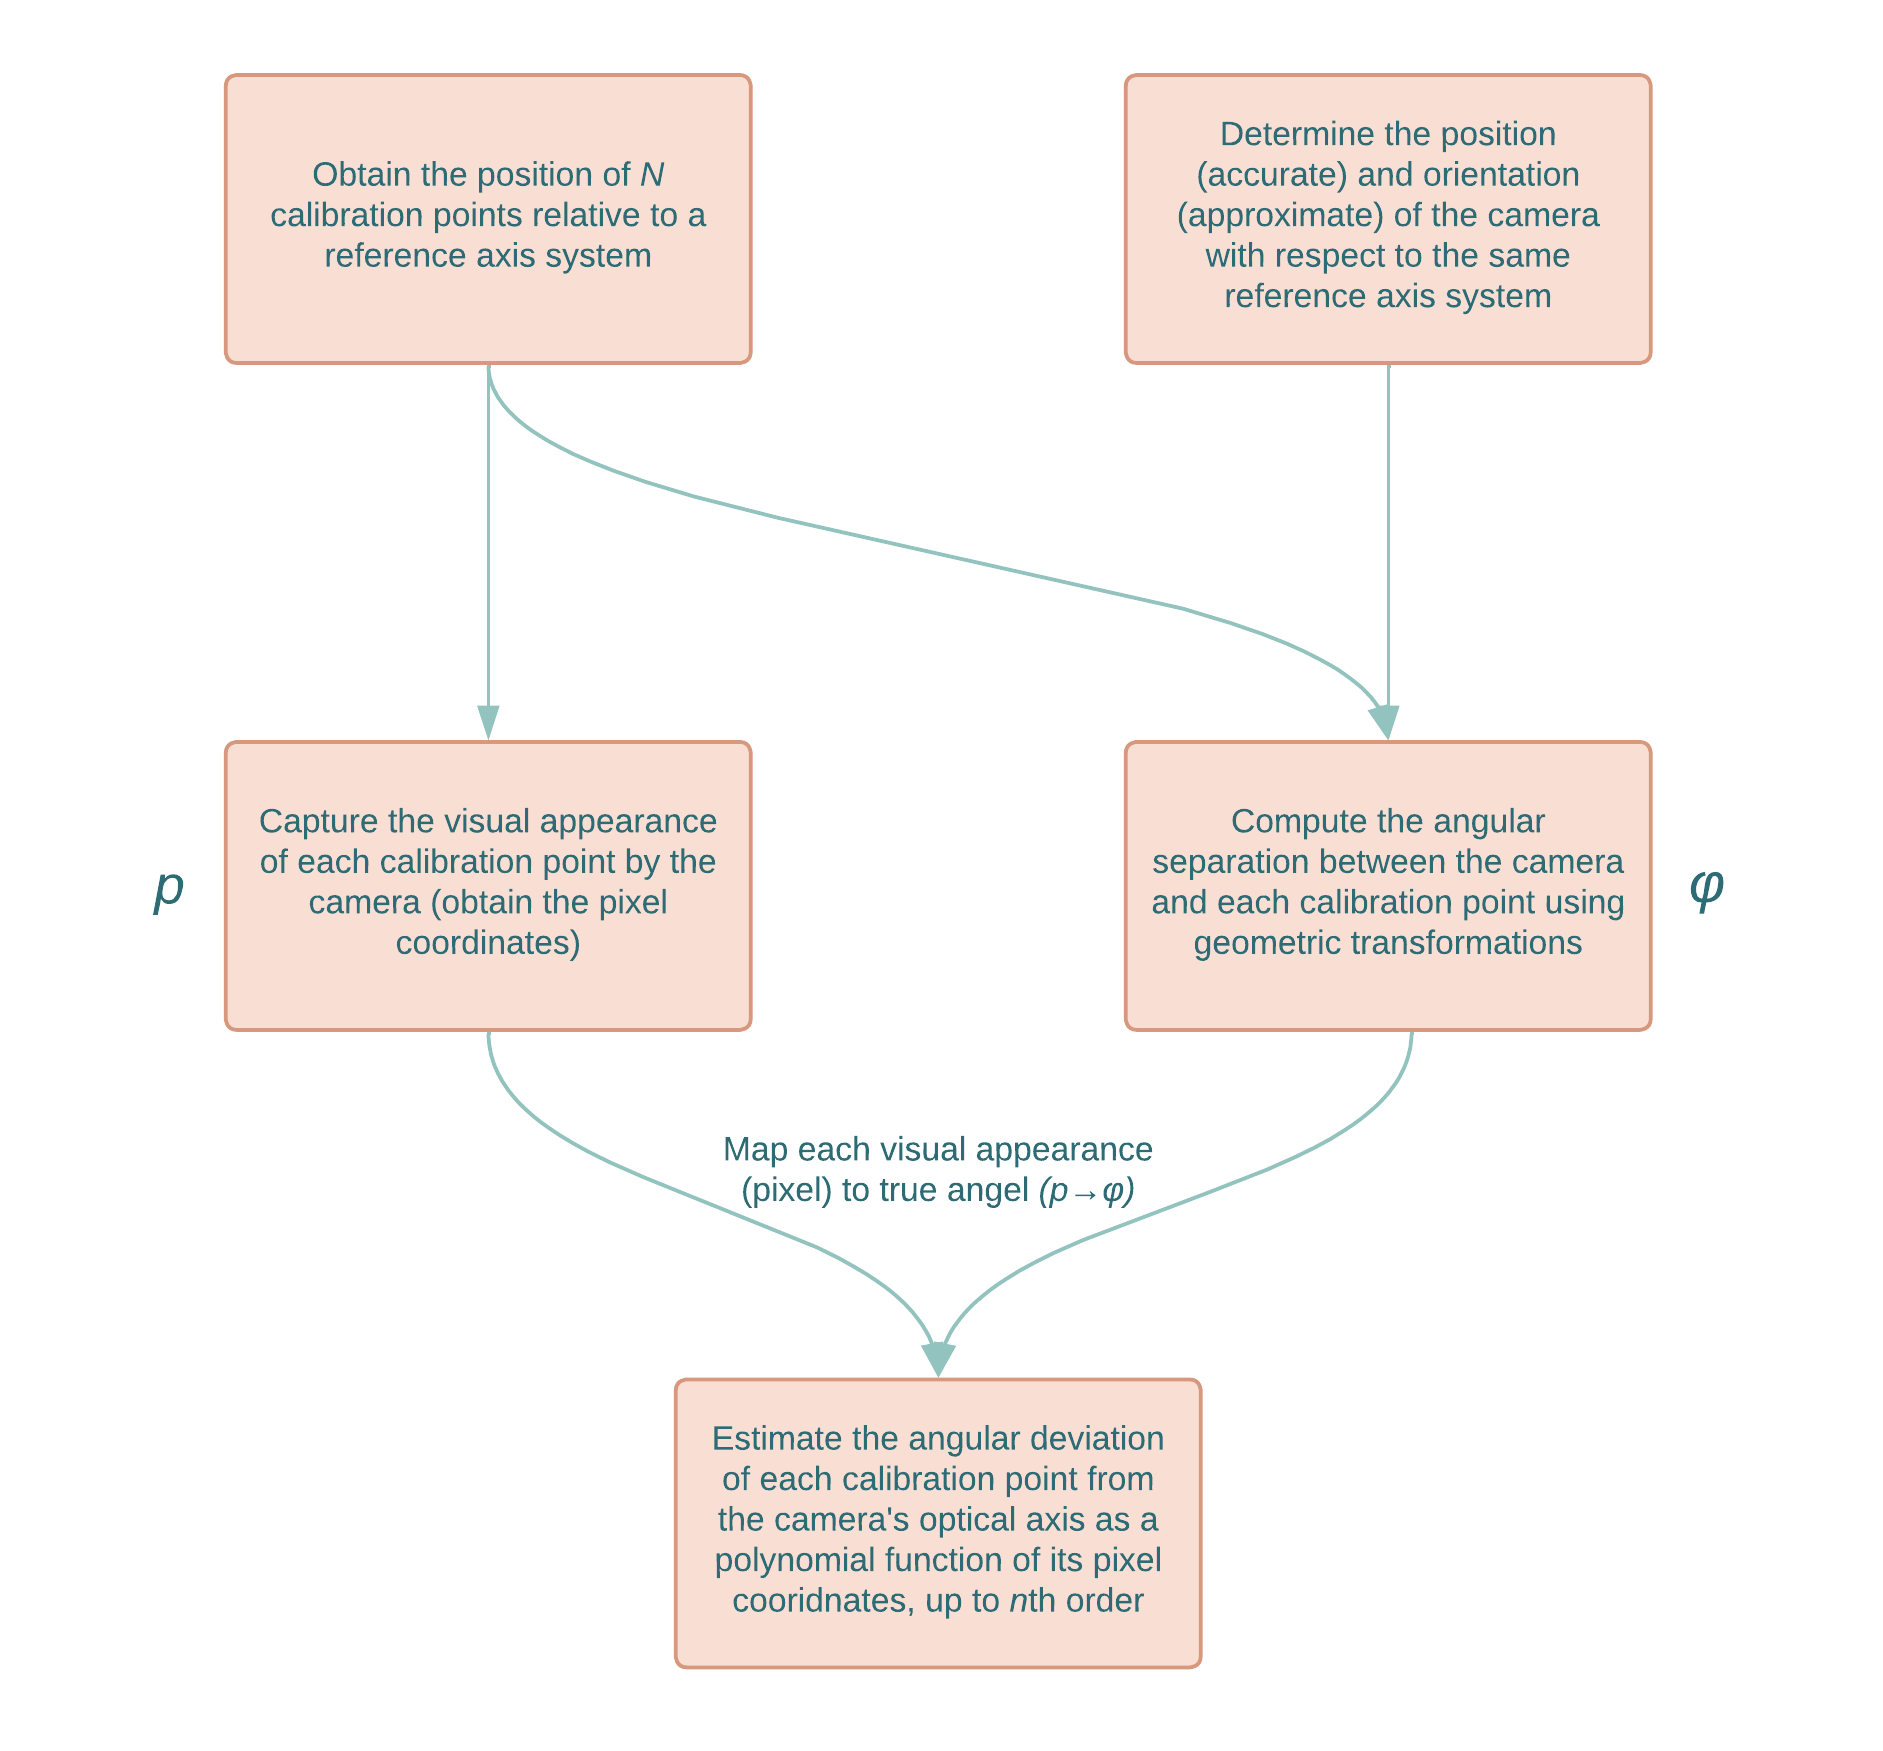 Obtain the position of N
calibration points relative to a
reference axis system
Determine the position
(accurate) and orientation
(approximate) of the camera
with respect to the same
reference axis system
p
Capture the visual appearance
of each calibration point by the
camera (obtain the pixel
coordinates)
Compute the angular
separation between the camera
and each calibration point using
geometric transformations
φ
Map each visual appearance
(pixel) to true angel (p→φ)
Estimate the angular deviation
of each calibration point from
the camera's optical axis as a
polynomial function of its pixel
cooridnates, up to nth order